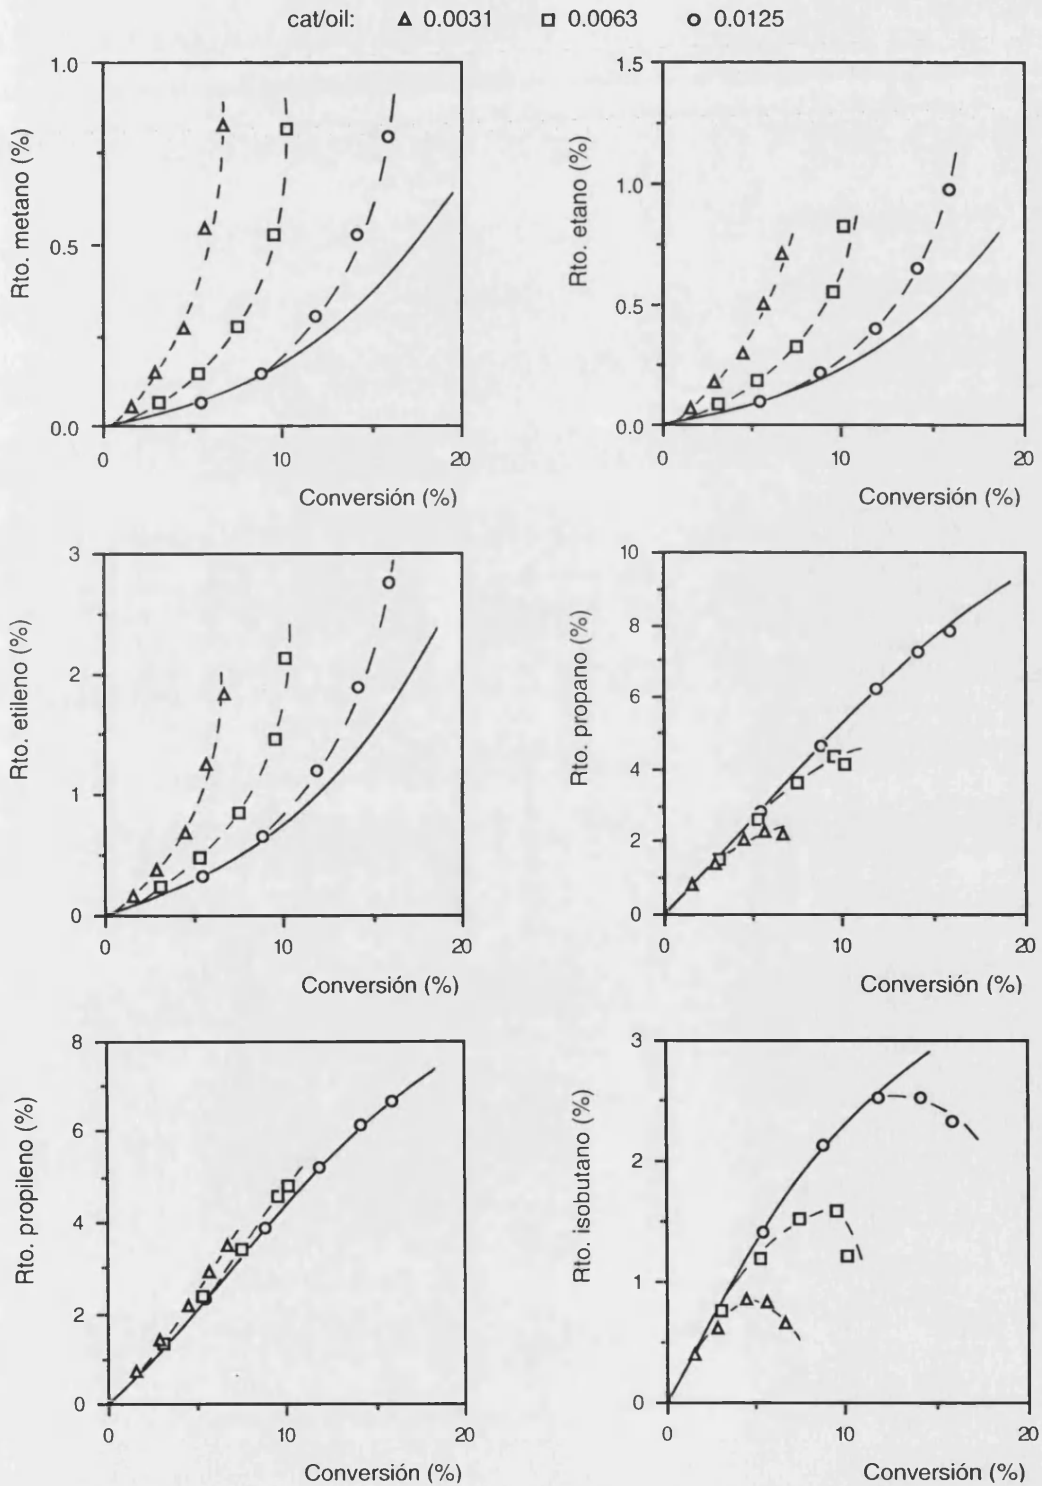 cat/oil: △ 0.0031 □ 0.0063 ○ 0.0125
Rto. metano (%)
1.0
0.5
0.0
0 10 20
Conversión (%)
Rto. etano (%)
1.5
1.0
0.5
0.0
0 10 20
Conversión (%)
Rto. etileno (%)
3
2
1
0
0 10 20
Conversión (%)
Rto. propano (%)
10
8
6
4
2
0
0 10 20
Conversión (%)
Rto. propileno (%)
8
6
4
2
0
0 10 20
Conversión (%)
Rto. isobutano (%)
3
2
1
0
0 10 20
Conversión (%)